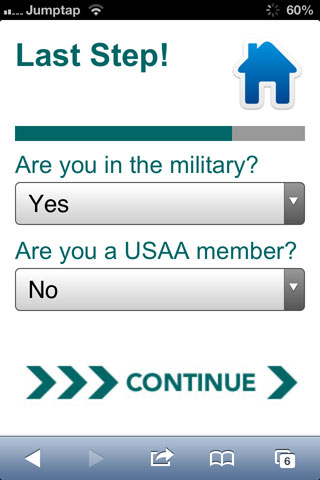 Jumptap
60%
Last Step!
Are you in the military?
Yes
Are you a USAA member?
No
CONTINUE
6